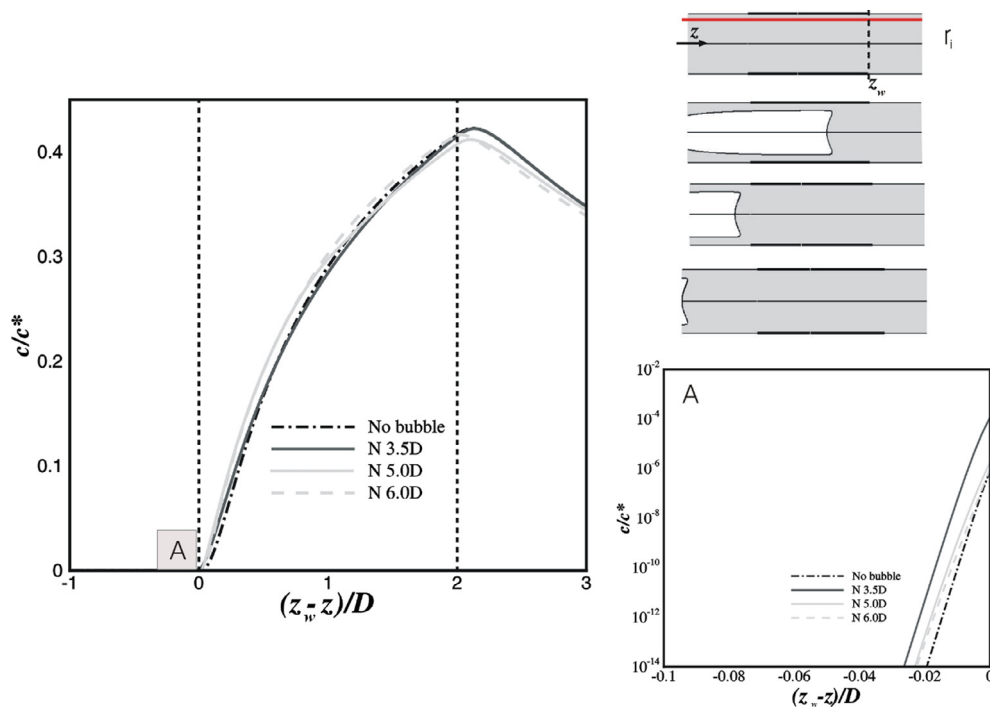 z
z_w
r_i
c/c*
0.4
0.3
0.2
0.1
0
A
No bubble
N 3.5D
N 5.0D
N 6.0D
-1
0
1
2
3
(z_w- z)/D
A
c/c*
10^-2
10^-4
10^-6
10^-8
10^-10
10^-12
10^-14
No bubble
N 3.5D
N 5.0D
N 6.0D
-0.1
-0.08
-0.06
-0.04
-0.02
0
(z_w-z)/D